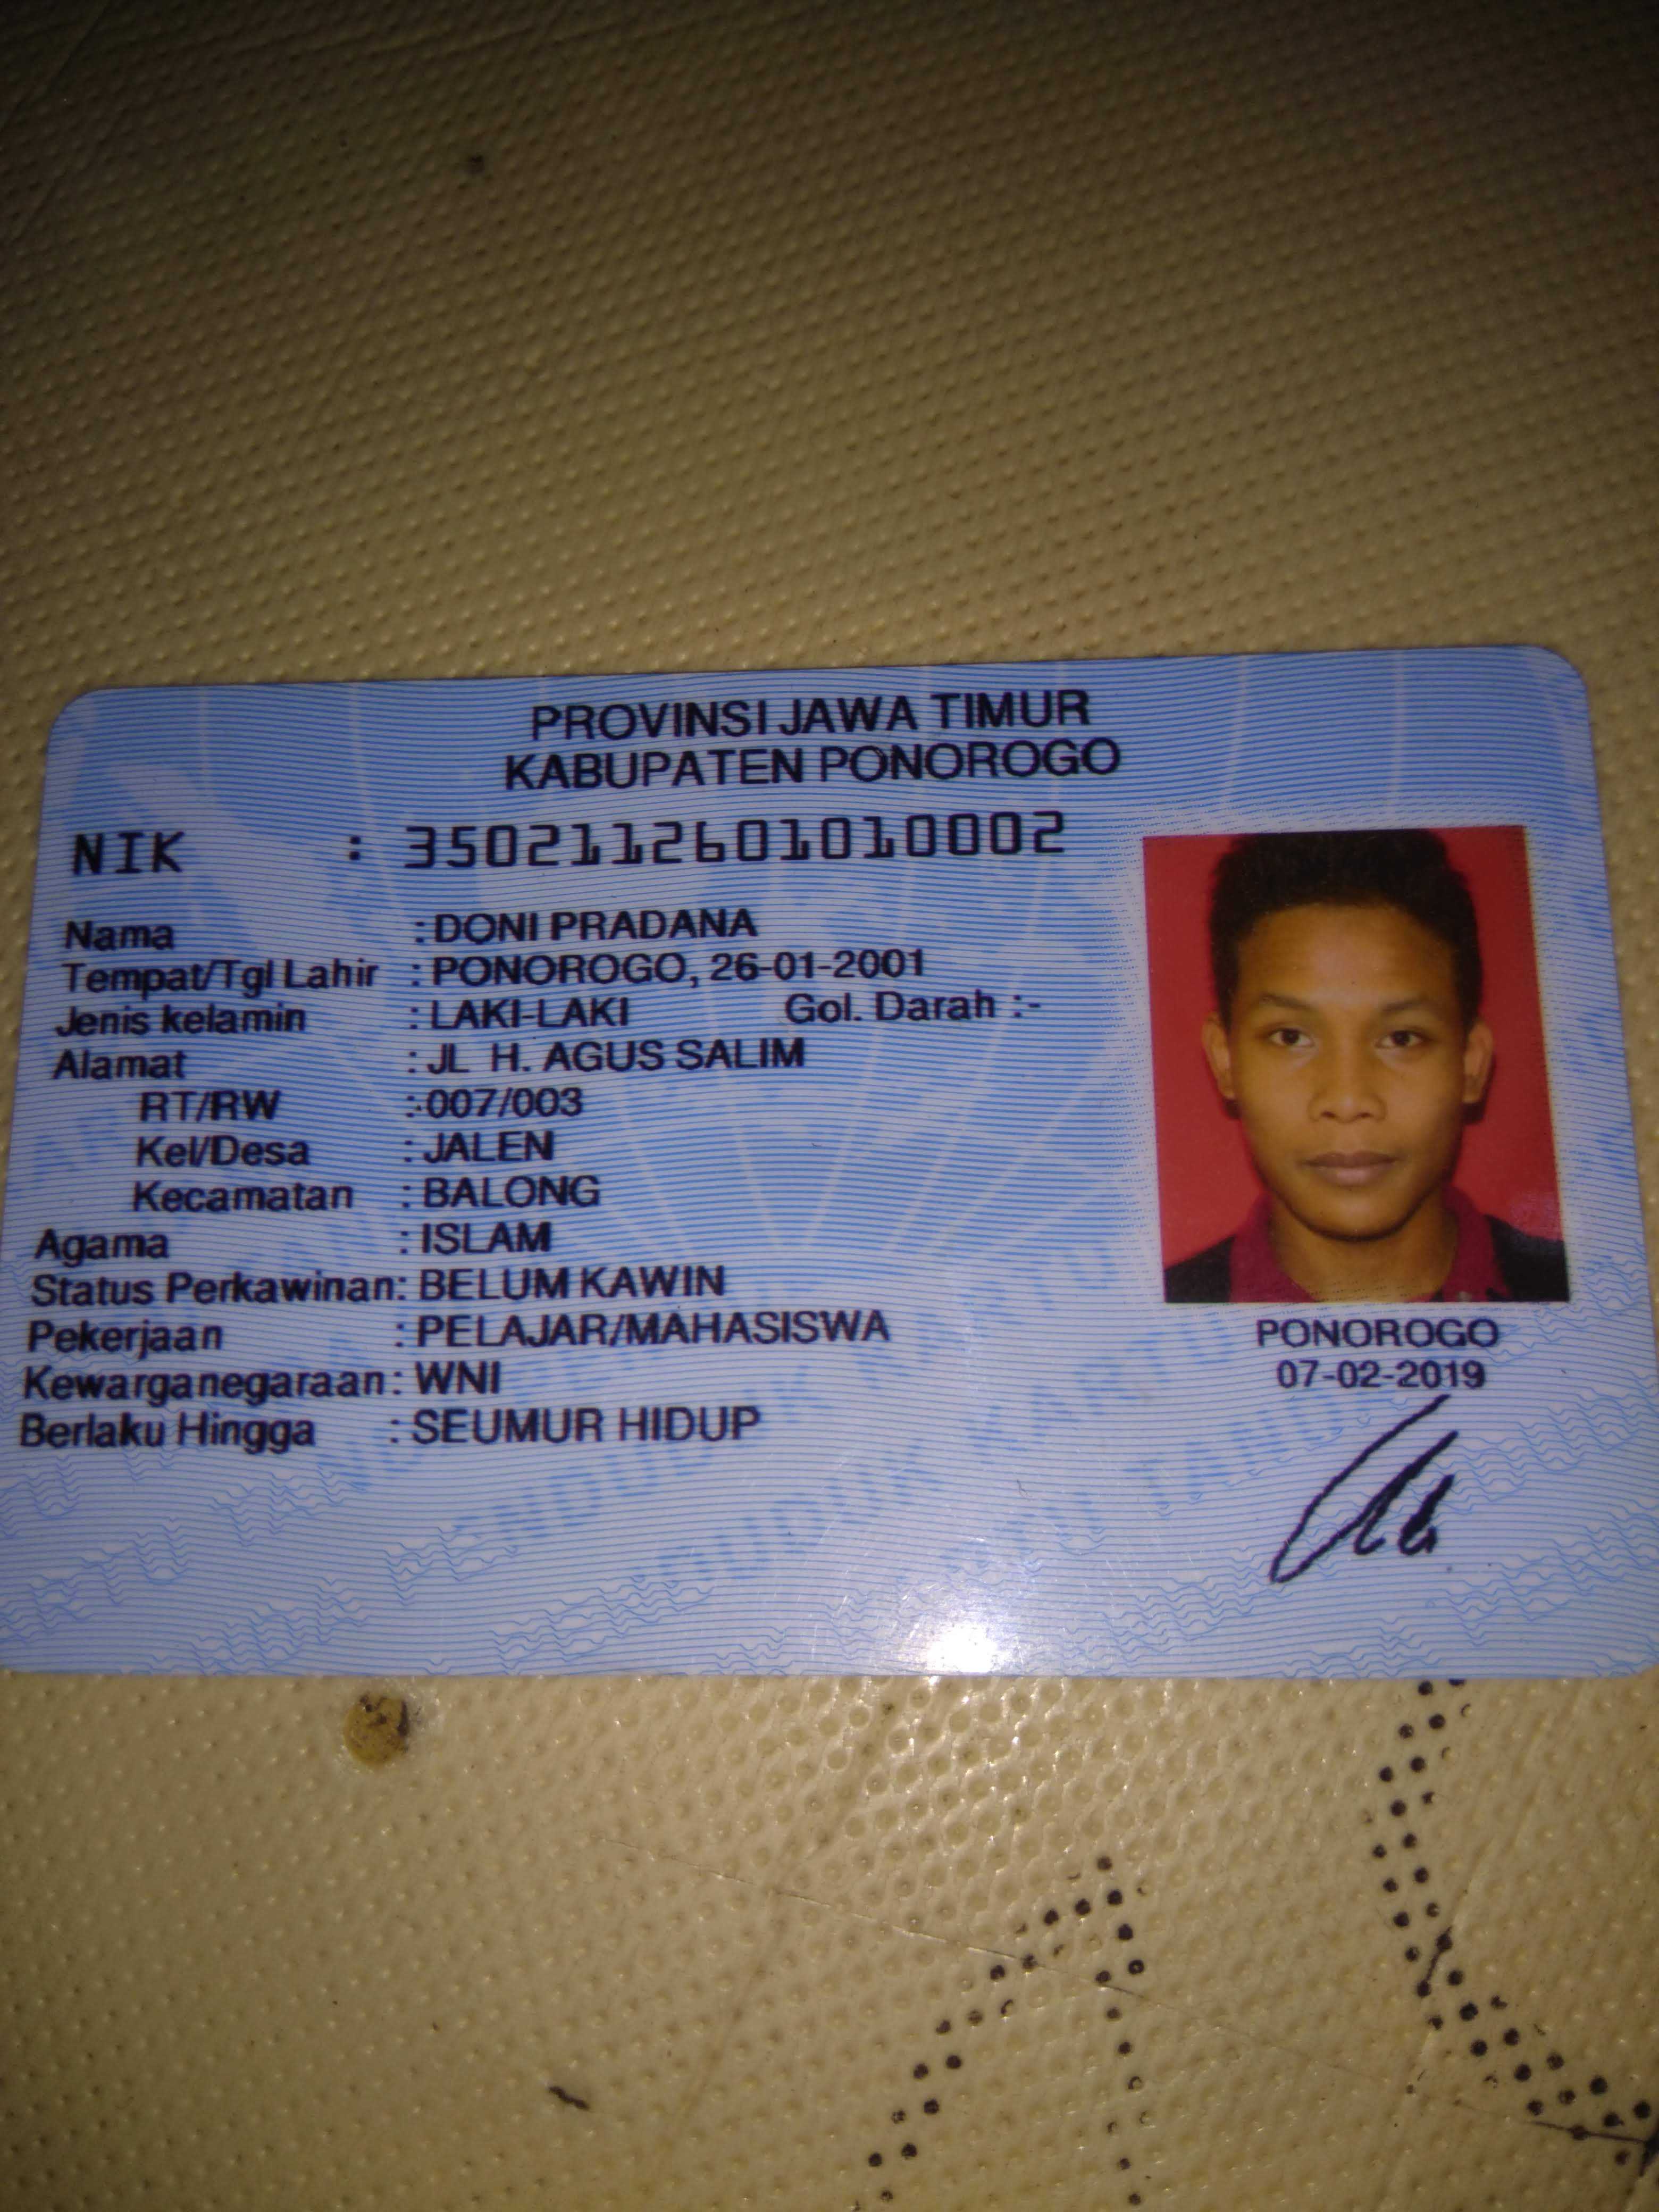 PROVINSI JAWA TIMUR
KABUPATEN PONOROGO
NIK : 3502112601010002
Nama : DONI PRADANA
Tempat/Tgl Lahir : PONOROGO, 26-01-2001
Jenis kelamin : LAKI-LAKI Gol. Darah :-
Alamat : JL H. AGUS SALIM
RT/RW : 007/003
Kel/Desa : JALEN
Kecamatan : BALONG
Agama : ISLAM
Status Perkawinan: BELUM KAWIN
Pekerjaan : PELAJAR/MAHASISWA
Kewarganegaraan: WNI
Berlaku Hingga : SEUMUR HIDUP
PONOROGO
07-02-2019